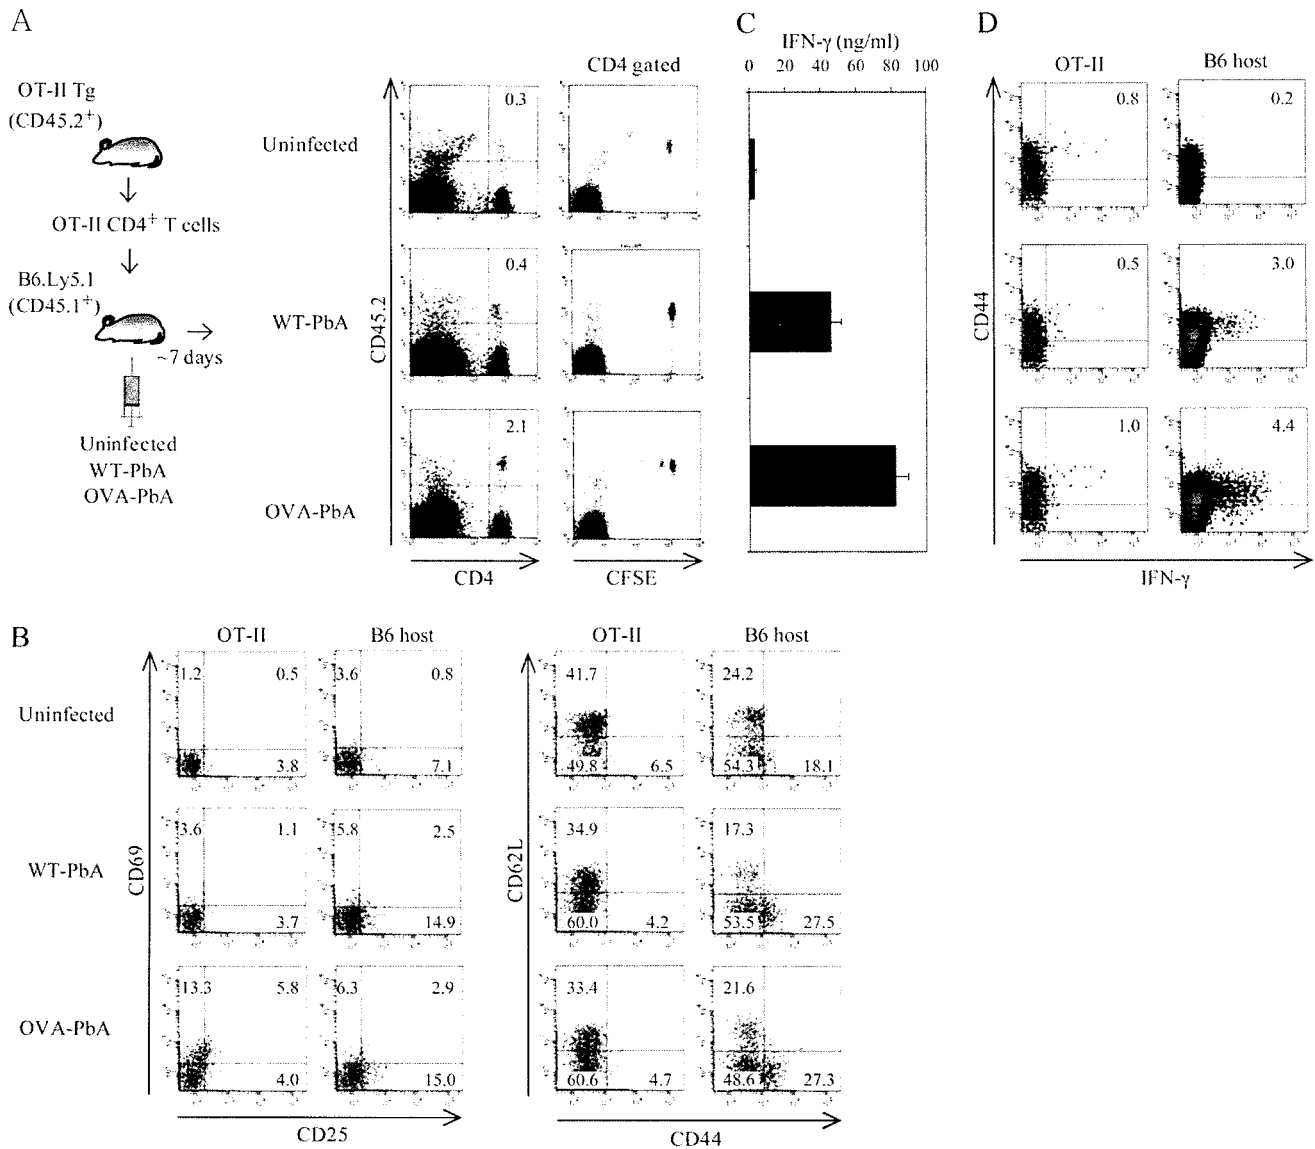 A
OT-II Tg
(CD45.2+)
OT-II CD4+ T cells
B6.Ly5.1
(CD45.1+)
~7 days
Uninfected
WT-PbA
OVA-PbA
CD4 gated
Uninfected
0.3
WT-PbA
0.4
OVA-PbA
2.1
CD45.2
CD4
CFSE
C
IFN-γ (ng/ml)
0 20 40 60 80 100
D
OT-II
B6 host
0.8
0.2
0.5
3.0
1.0
4.4
CD44
IFN-γ
B
OT-II
B6 host
Uninfected
1.2 0.5
3.8
3.6 0.8
7.1
WT-PbA
3.6 1.1
3.7
5.8 2.5
14.9
OVA-PbA
13.3 5.8
4.0
6.3 2.9
15.0
CD69
CD25
OT-II
B6 host
41.7
49.8 6.5
24.2
54.3 18.1
34.9
60.0 4.2
17.3
53.5 27.5
33.4
60.6 4.7
21.6
48.6 27.3
CD62L
CD44